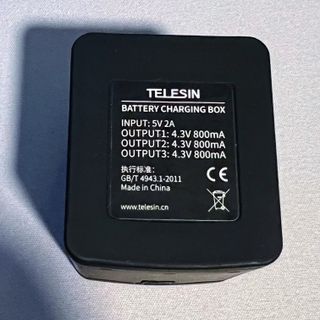 TELESIN
BATTERY CHARGING BOX
INPUT: 5V 2A
OUTPUT1: 4.3V 800mA
OUTPUT2: 4.3V 800mA
OUTPUT3: 4.3V 800mA
执行标准:
GB/T 4943.1-2011
Made in China
CE
www.telesin.cn